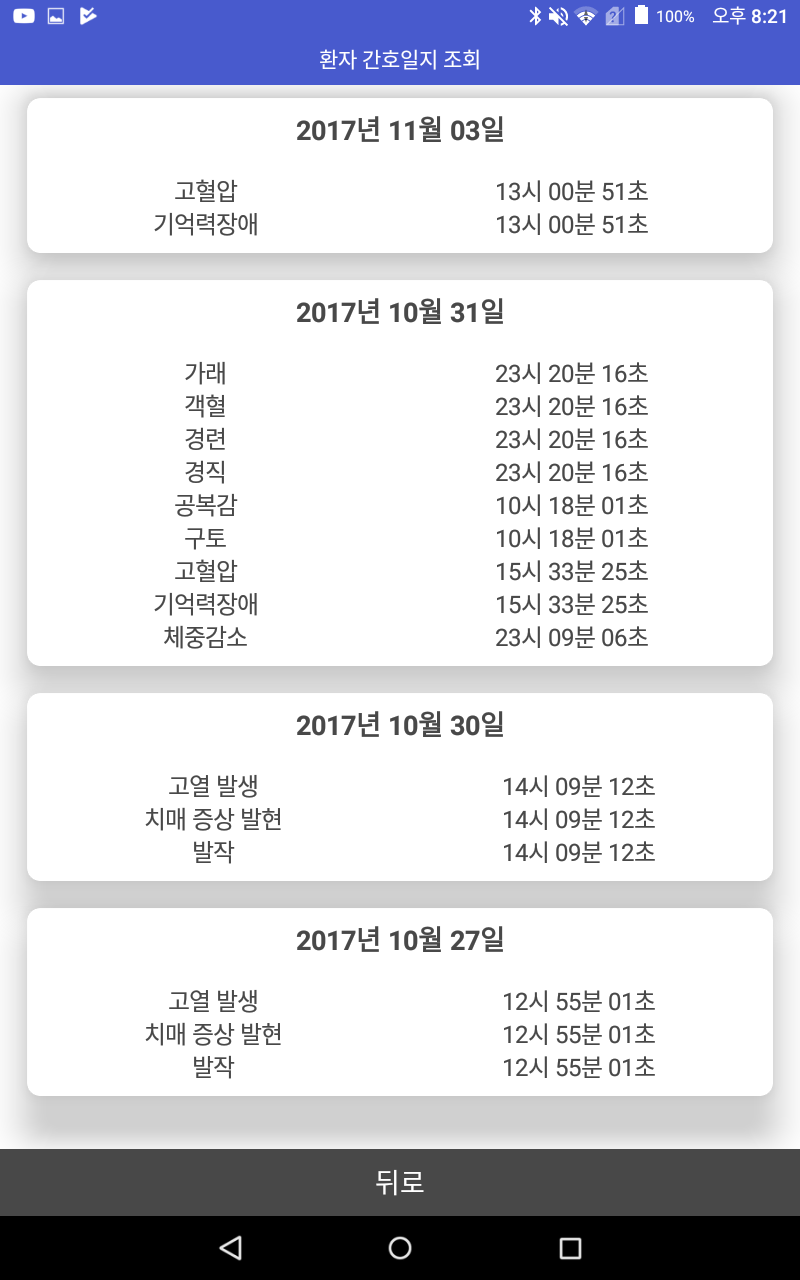 100% 오후 8:21
환자 간호일지 조회
2017년 11월 03일
고혈압 13시 00분 51초
기억력장애 13시 00분 51초
2017년 10월 31일
가래 23시 20분 16초
객혈 23시 20분 16초
경련 23시 20분 16초
경직 23시 20분 16초
공복감 10시 18분 01초
구토 10시 18분 01초
고혈압 15시 33분 25초
기억력장애 15시 33분 25초
체중감소 23시 09분 06초
2017년 10월 30일
고열 발생 14시 09분 12초
치매 증상 발현 14시 09분 12초
발작 14시 09분 12초
2017년 10월 27일
고열 발생 12시 55분 01초
치매 증상 발현 12시 55분 01초
발작 12시 55분 01초
뒤로